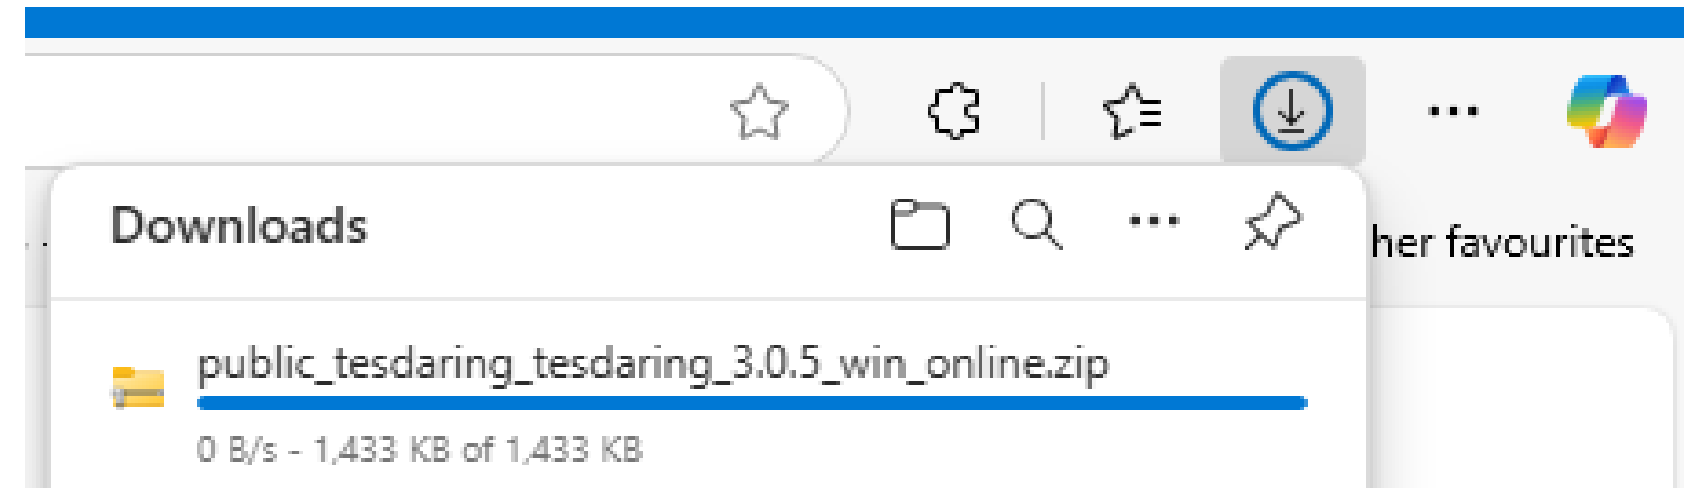 Downloads
her favourites
public_tesdaring_tesdaring_3.0.5_win_online.zip
0 B/s - 1,433 KB of 1,433 KB